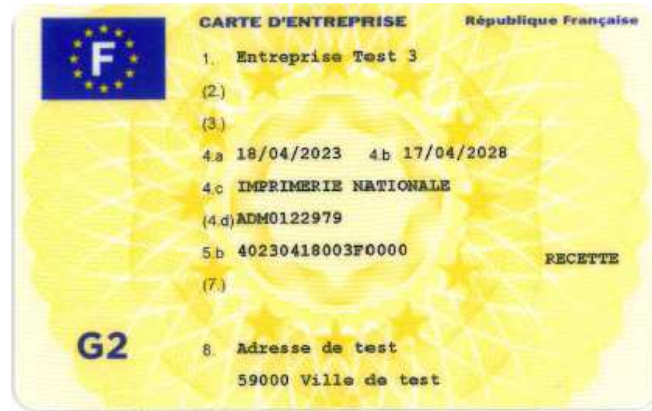 CARTE D'ENTREPRISE République Française
F
1. Entreprise Test 3
(2.)
(3.)
4.a 18/04/2023 4.b 17/04/2028
4.c IMPRIMERIE NATIONALE
(4.d) ADM0122979
5.b 40230418003F0000
RECETTE
(7.)
G2
8. Adresse de test
59000 Ville de test